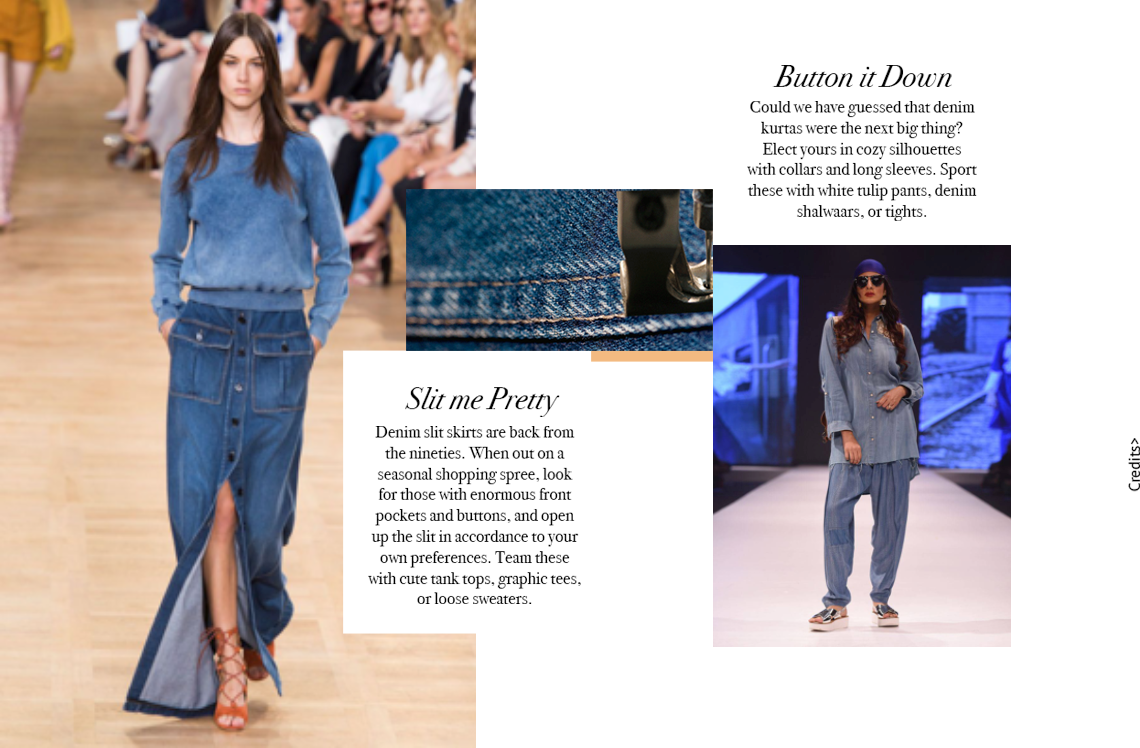 Button it Down
Could we have guessed that denim
kurtas were the next big thing?
Elect yours in cozy silhouettes
with collars and long sleeves. Sport
these with white tulip pants, denim
shalwaars, or tights.
Slit me Pretty
Denim slit skirts are back from
the nineties. When out on a
seasonal shopping spree, look
for those with enormous front
pockets and buttons, and open
up the slit in accordance to your
own preferences. Team these
with cute tank tops, graphic tees,
or loose sweaters.
Credits>